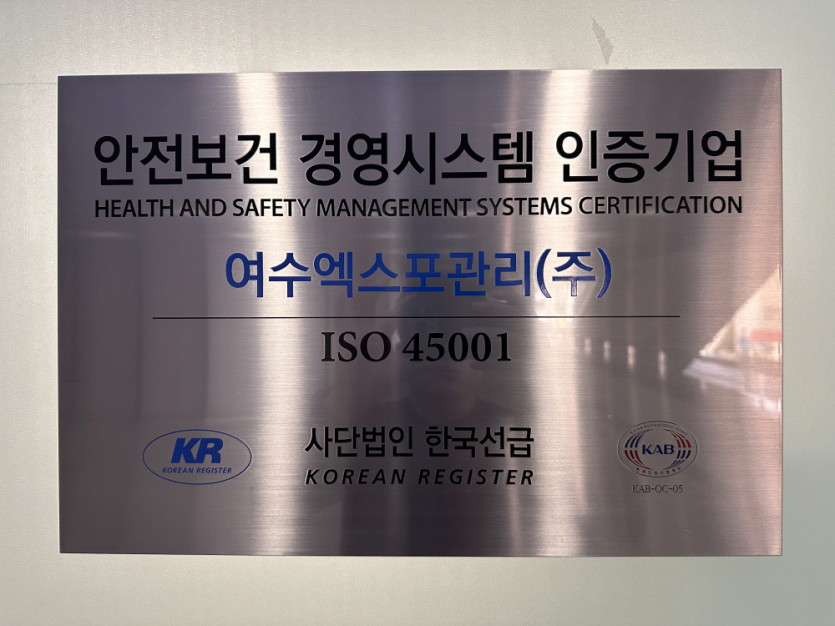 안전보건 경영시스템 인증기업
HEALTH AND SAFETY MANAGEMENT SYSTEMS CERTIFICATION
여수엑스포관리(주)
ISO 45001
KR
KOREAN REGISTER
사단법인 한국선급
KOREAN REGISTER
KAB
KAB-OC-05